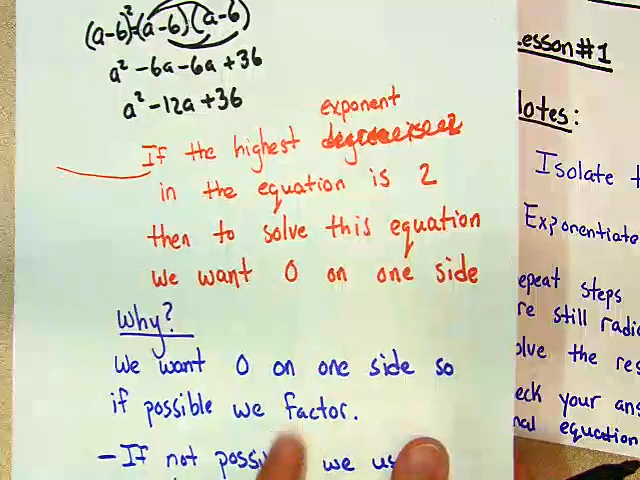 (a-6)²=(a-6)(a-6)
a² -6a -6a +36
a² -12a +36
exponent
If the highest
in the equation is 2
then to solve this equation
we want 0 on one side
Why?
We want 0 on one side so
if possible we factor.
- If not we
Lesson #1
Notes:
Isolate
Exponentiate
repeat steps
still
solve the
check your
equation